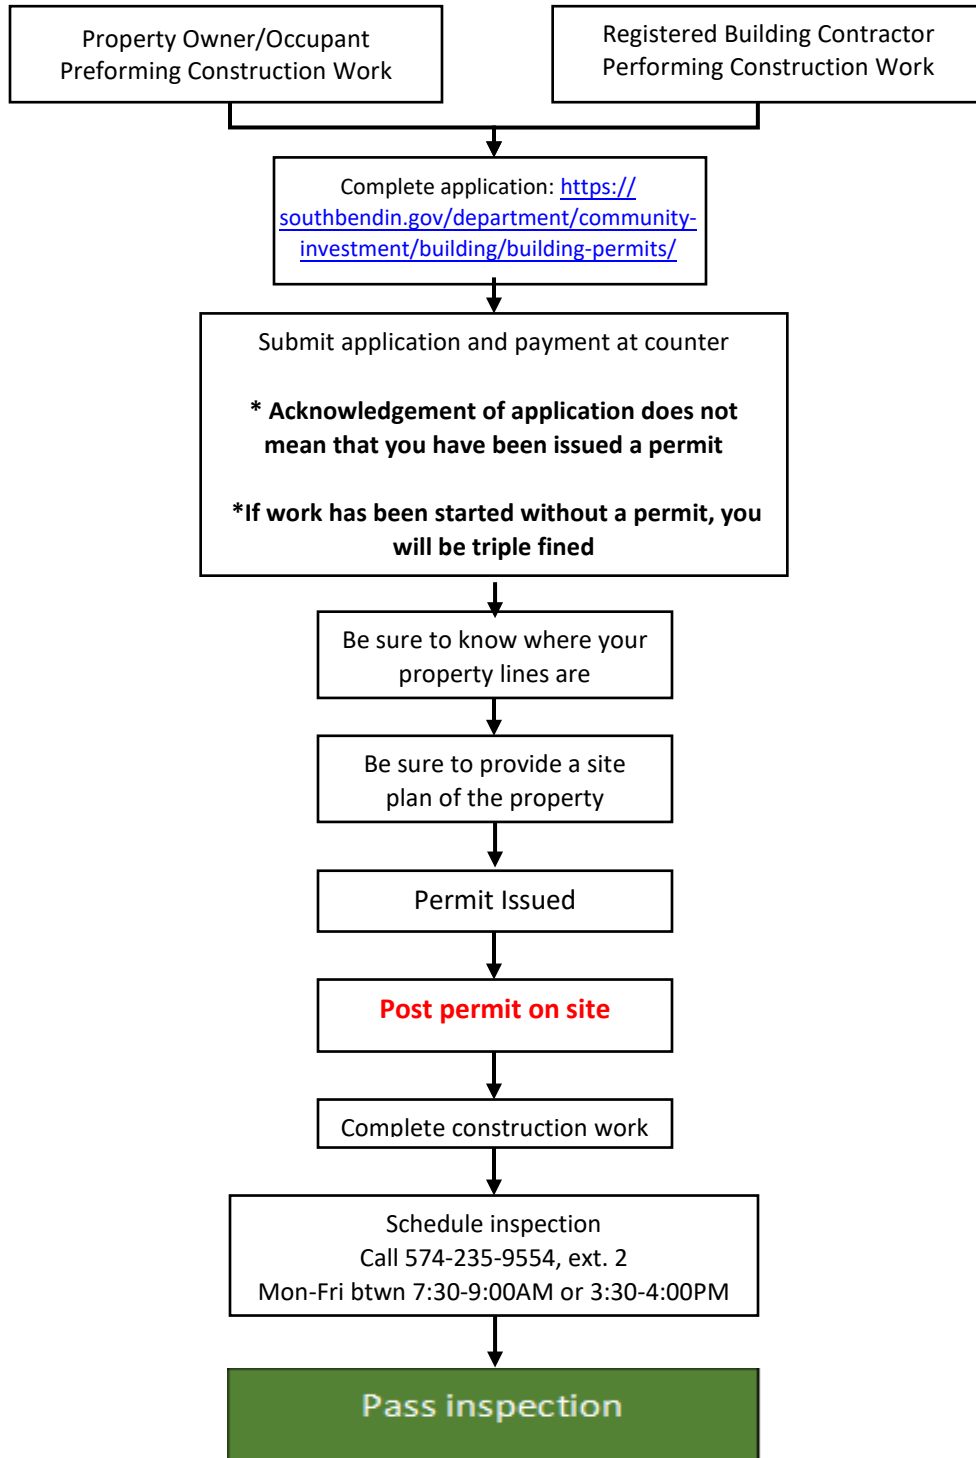 Property Owner/Occupant
Preforming Construction Work
Registered Building Contractor
Performing Construction Work
Complete application: https://
southbendin.gov/department/community-
investment/building/building-permits/
Submit application and payment at counter
* Acknowledgement of application does not
mean that you have been issued a permit
*If work has been started without a permit, you
will be triple fined
Be sure to know where your
property lines are
Be sure to provide a site
plan of the property
Permit Issued
Post permit on site
Complete construction work
Schedule inspection
Call 574-235-9554, ext. 2
Mon-Fri btwn 7:30-9:00AM or 3:30-4:00PM
Pass inspection